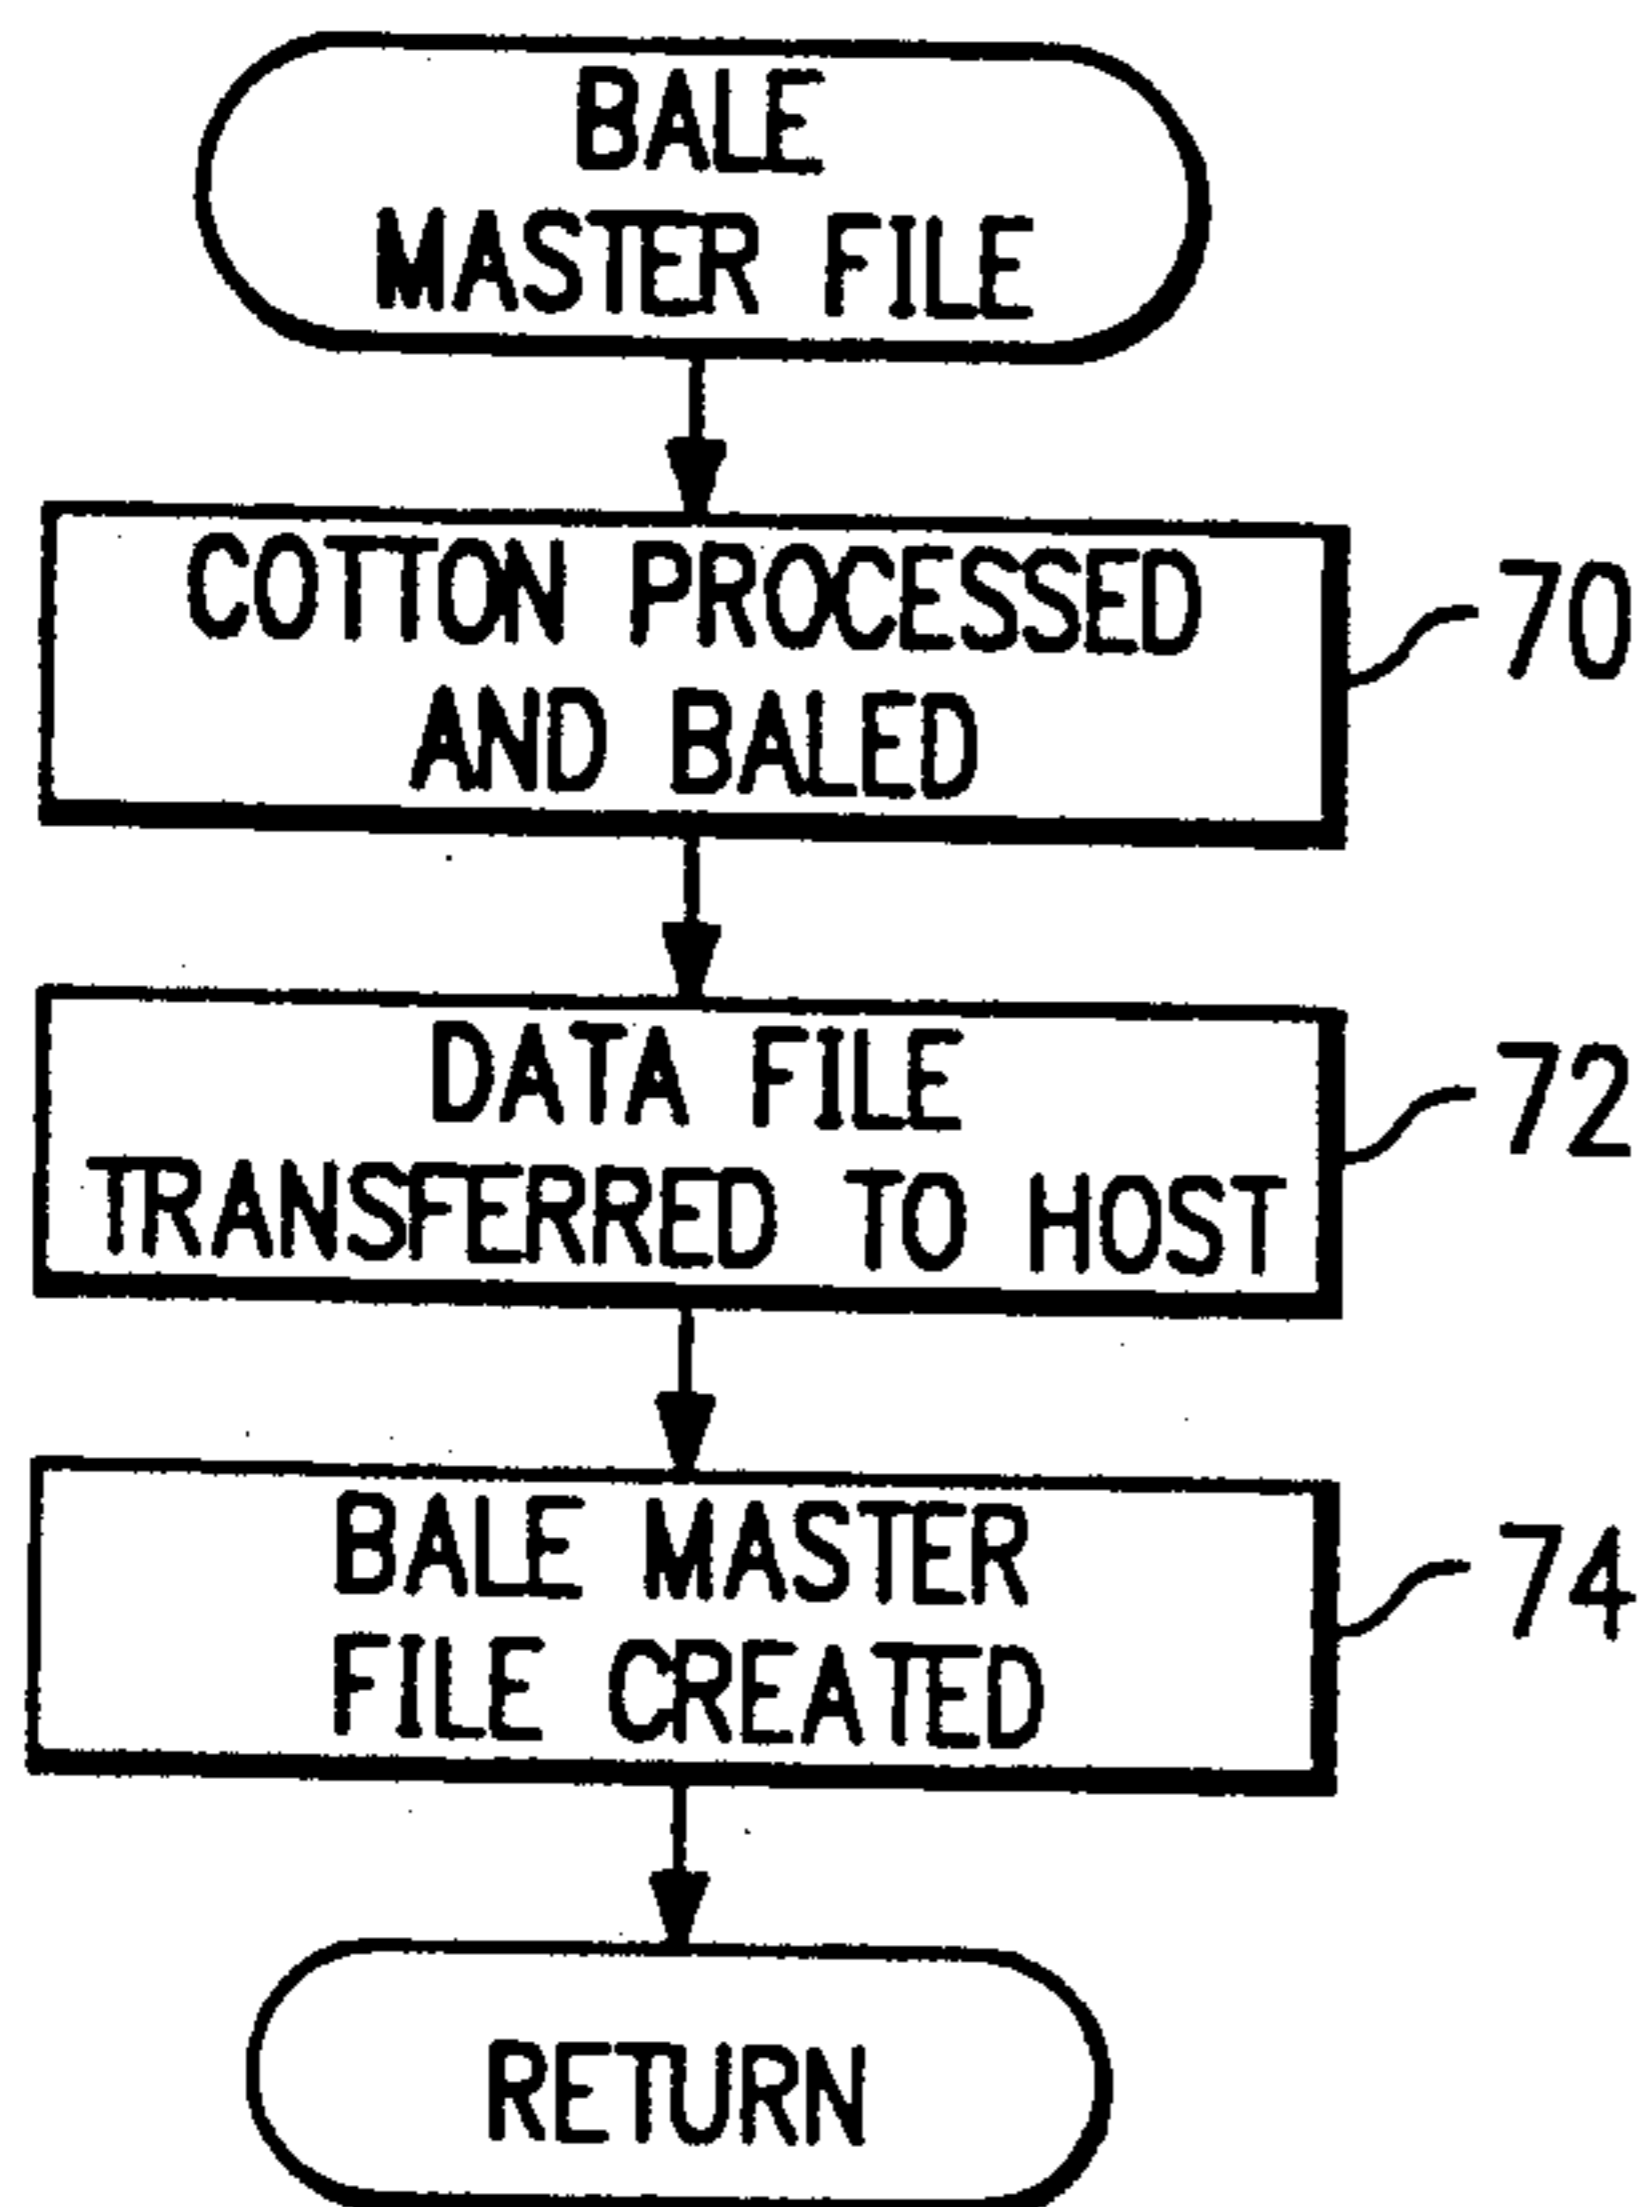 BALE
MASTER FILE
COTTON PROCESSED
AND BALED
70
DATA FILE
TRANSFERRED TO HOST
72
BALE MASTER
FILE CREATED
74
RETURN